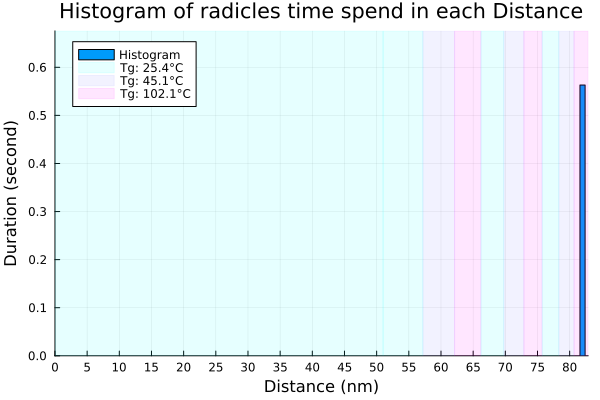 Histogram of radicles time spend in each Distance
Histogram
Tg: 25.4°C
Tg: 45.1°C
Tg: 102.1°C
0.6
0.5
0.4
0.3
0.2
0.1
0.0
Duration (second)
0 5 10 15 20 25 30 35 40 45 50 55 60 65 70 75 80
Distance (nm)